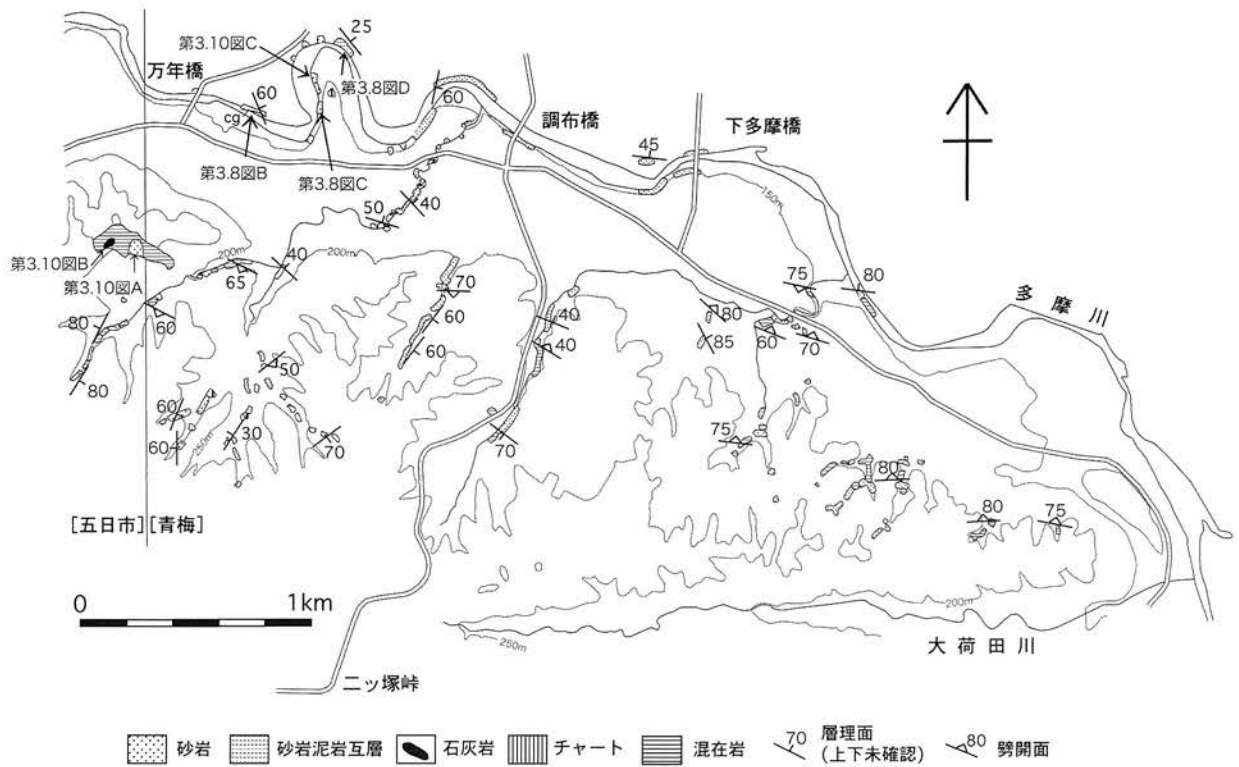 25
第3.10図C
万年橋
第3.8図D
60
60
cg
調布橋
下多摩橋
45
第3.8図B
第3.8図C
150m
50
40
第3.10図B
200m
40
200m
第3.10図A
65
70
75
80
多摩川
80
60
60
40
80
60
70
80
50
60
40
85
60
250m
30
60
70
70
75
80
[五日市][青梅]
80
75
0
1km
200m
250m
大荷田川
二ッ塚峠
砂岩
砂岩泥岩互層
石灰岩
チャート
混在岩
70
層理面
(上下未確認)
80
劈開面